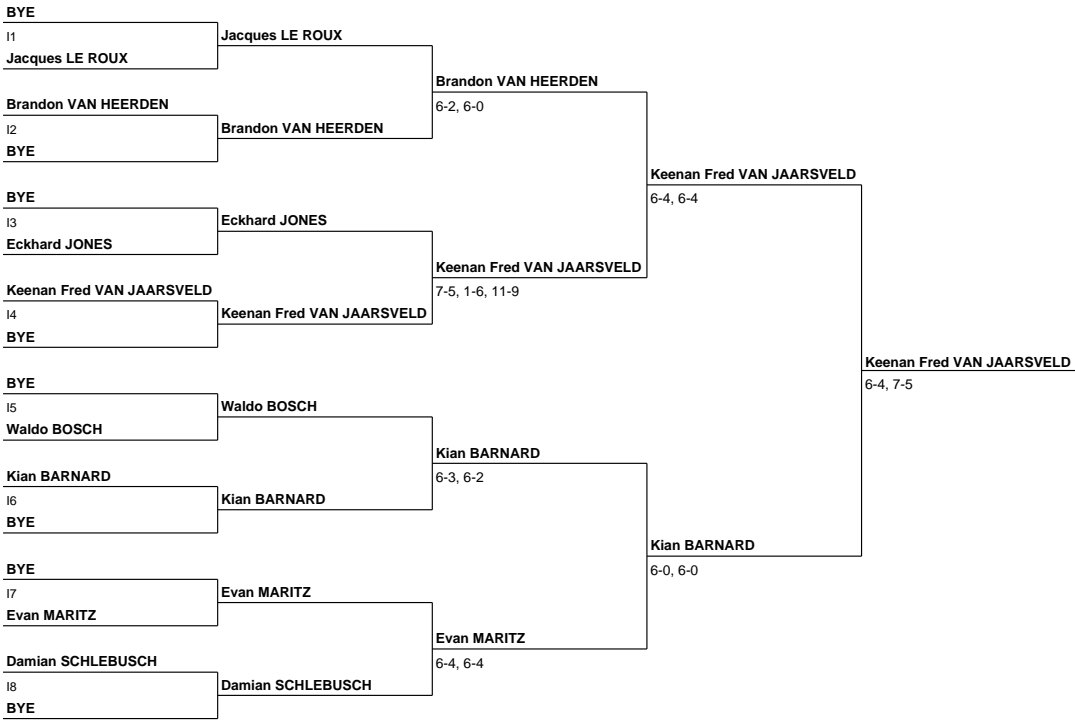 BYE
I1
Jacques LE ROUX
Brandon VAN HEERDEN
I2
BYE
BYE
I3
Eckhard JONES
Keenan Fred VAN JAARSVELD
I4
BYE
BYE
I5
Waldo BOSCH
Kian BARNARD
I6
BYE
BYE
I7
Evan MARITZ
Damian SCHLEBUSCH
I8
BYE
Jacques LE ROUX
Brandon VAN HEERDEN
Eckhard JONES
Keenan Fred VAN JAARSVELD
Waldo BOSCH
Kian BARNARD
Evan MARITZ
Damian SCHLEBUSCH
Brandon VAN HEERDEN
6-2, 6-0
Keenan Fred VAN JAARSVELD
7-5, 1-6, 11-9
Kian BARNARD
6-3, 6-2
Evan MARITZ
6-4, 6-4
Keenan Fred VAN JAARSVELD
6-4, 6-4
Kian BARNARD
6-0, 6-0
Keenan Fred VAN JAARSVELD
6-4, 7-5